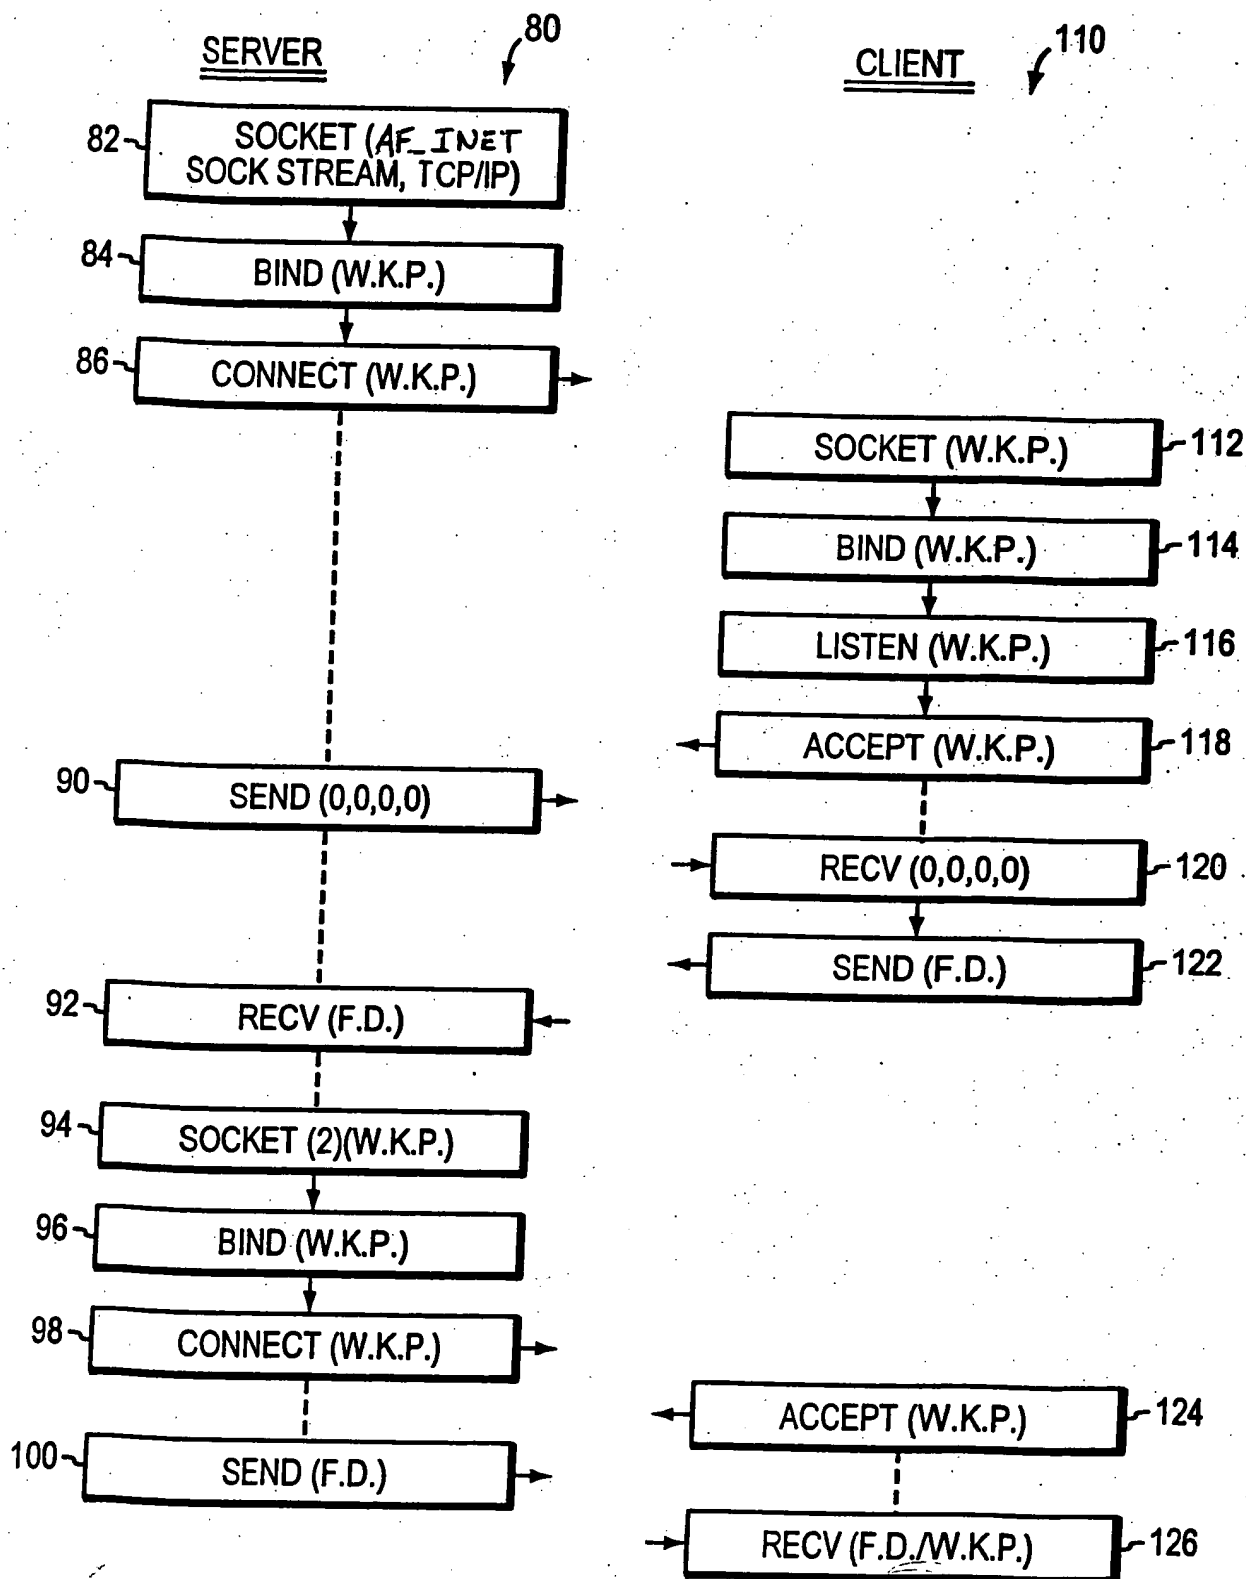 SERVER
80
82
SOCKET (AF_INET
SOCK STREAM, TCP/IP)
84
BIND (W.K.P.)
86
CONNECT (W.K.P.)
90
SEND (0,0,0,0)
92
RECV (F.D.)
94
SOCKET (2)(W.K.P.)
96
BIND (W.K.P.)
98
CONNECT (W.K.P.)
100
SEND (F.D.)
CLIENT
110
SOCKET (W.K.P.)
112
BIND (W.K.P.)
114
LISTEN (W.K.P.)
116
ACCEPT (W.K.P.)
118
RECV (0,0,0,0)
120
SEND (F.D.)
122
ACCEPT (W.K.P.)
124
RECV (F.D./W.K.P.)
126